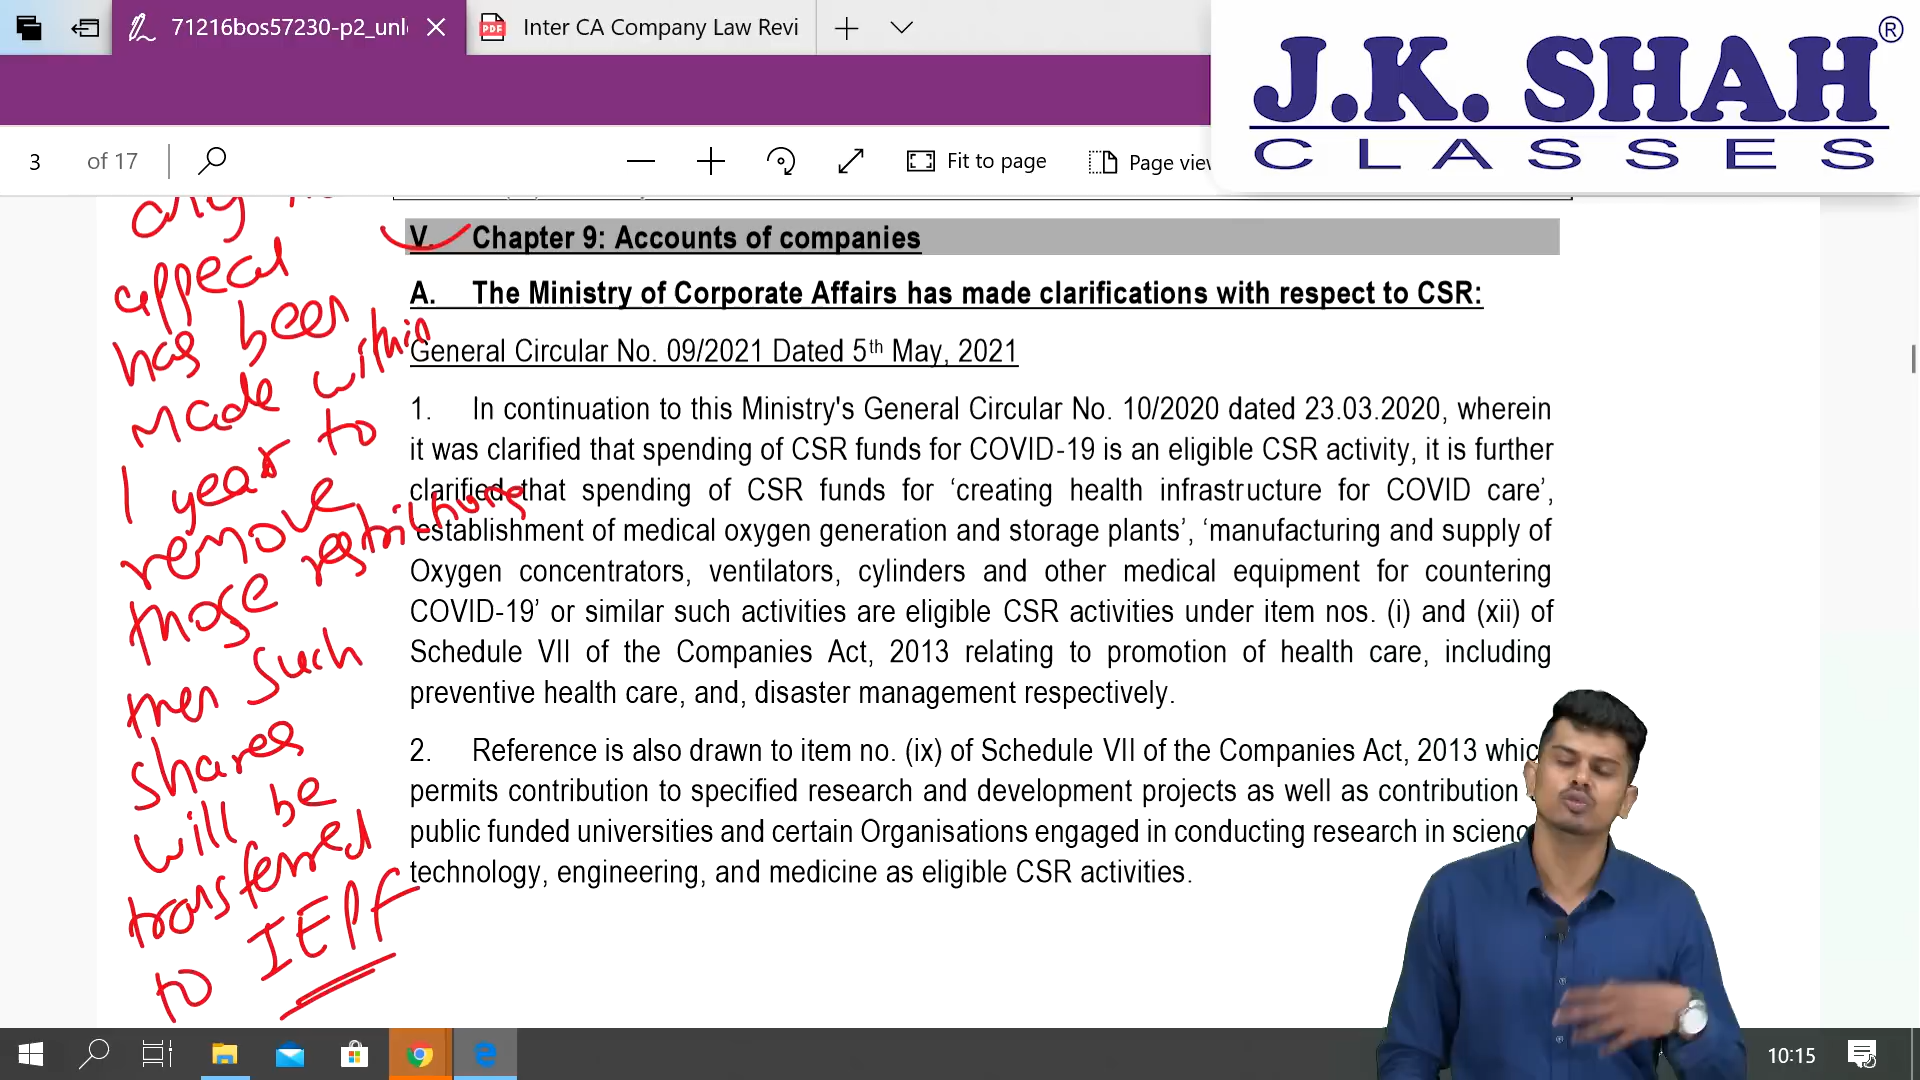 71216bos57230-p2_unl
Inter CA Company Law Revi
J.K. SHAH®
CLASSES
3 of 17
Fit to page
Page view
V. Chapter 9: Accounts of companies
A. The Ministry of Corporate Affairs has made clarifications with respect to CSR:
General Circular No. 09/2021 Dated 5th May, 2021
1. In continuation to this Ministry's General Circular No. 10/2020 dated 23.03.2020, wherein
it was clarified that spending of CSR funds for COVID-19 is an eligible CSR activity, it is further
clarified that spending of CSR funds for ‘creating health infrastructure for COVID care’,
‘establishment of medical oxygen generation and storage plants’, ‘manufacturing and supply of
Oxygen concentrators, ventilators, cylinders and other medical equipment for countering
COVID-19’ or similar such activities are eligible CSR activities under item nos. (i) and (xii) of
Schedule VII of the Companies Act, 2013 relating to promotion of health care, including
preventive health care, and, disaster management respectively.
2. Reference is also drawn to item no. (ix) of Schedule VII of the Companies Act, 2013 which
permits contribution to specified research and development projects as well as contribution
public funded universities and certain Organisations engaged in conducting research in science
technology, engineering, and medicine as eligible CSR activities.
appeal
has been
made within
1 year to
remove
those restrictions
then such
shares
will be
transferred
to IEPF
10:15